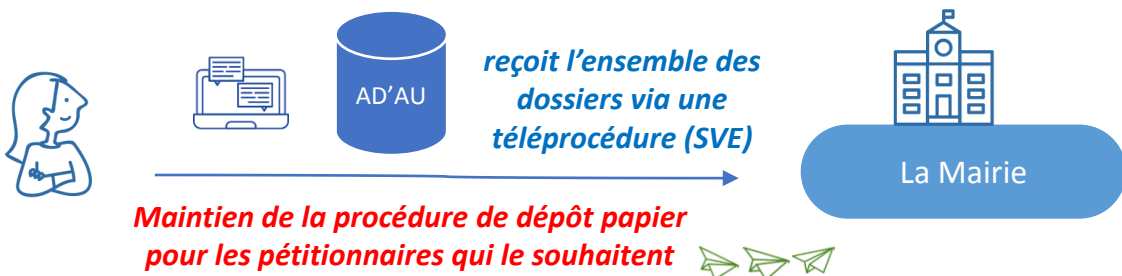 AD’AU
reçoit l’ensemble des
dossiers via une
téléprocédure (SVE)
La Mairie
Maintien de la procédure de dépôt papier
pour les pétitionnaires qui le souhaitent